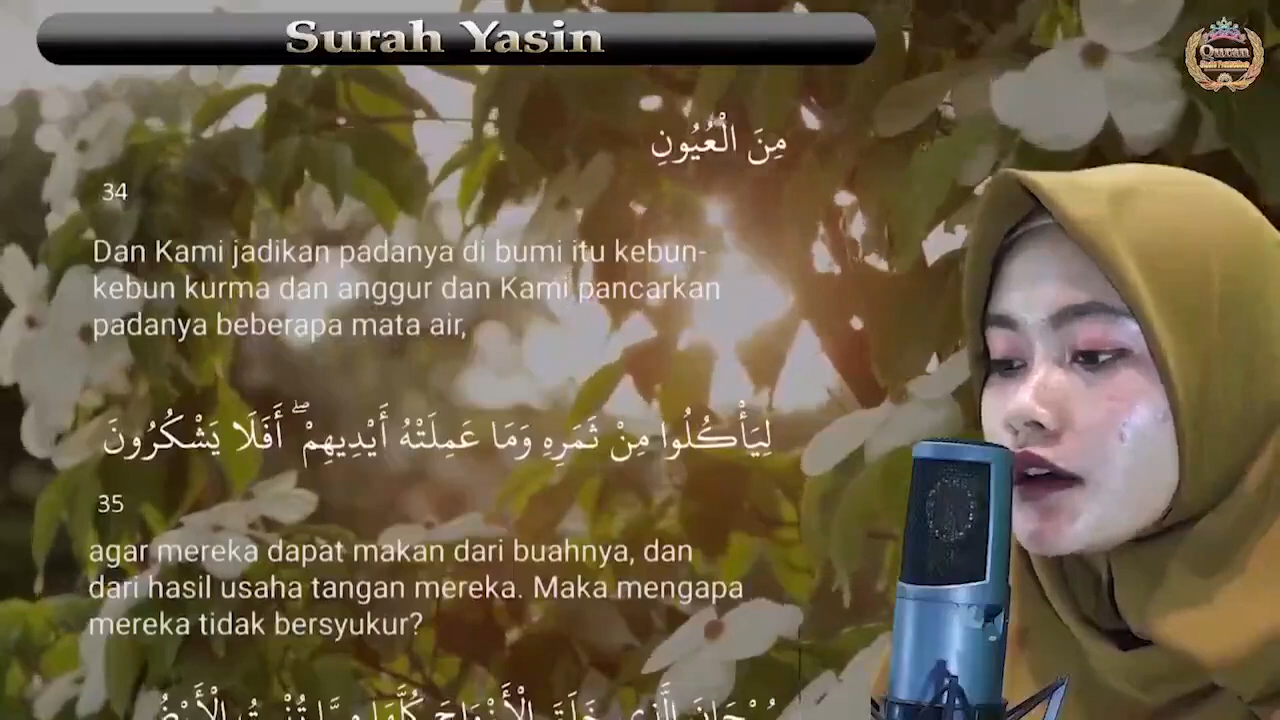 Surah Yasin
Quran
مِنَ الْعُيُونِ
34
Dan Kami jadikan padanya di bumi itu kebun-
kebun kurma dan anggur dan Kami pancarkan
padanya beberapa mata air,
لِيَأْكُلُوا مِنْ ثَمَرِهِ وَمَا عَمِلَتْهُ أَيْدِيهِمْ ۖ أَفَلَا يَشْكُرُونَ
35
agar mereka dapat makan dari buahnya, dan
dari hasil usaha tangan mereka. Maka mengapa
mereka tidak bersyukur?